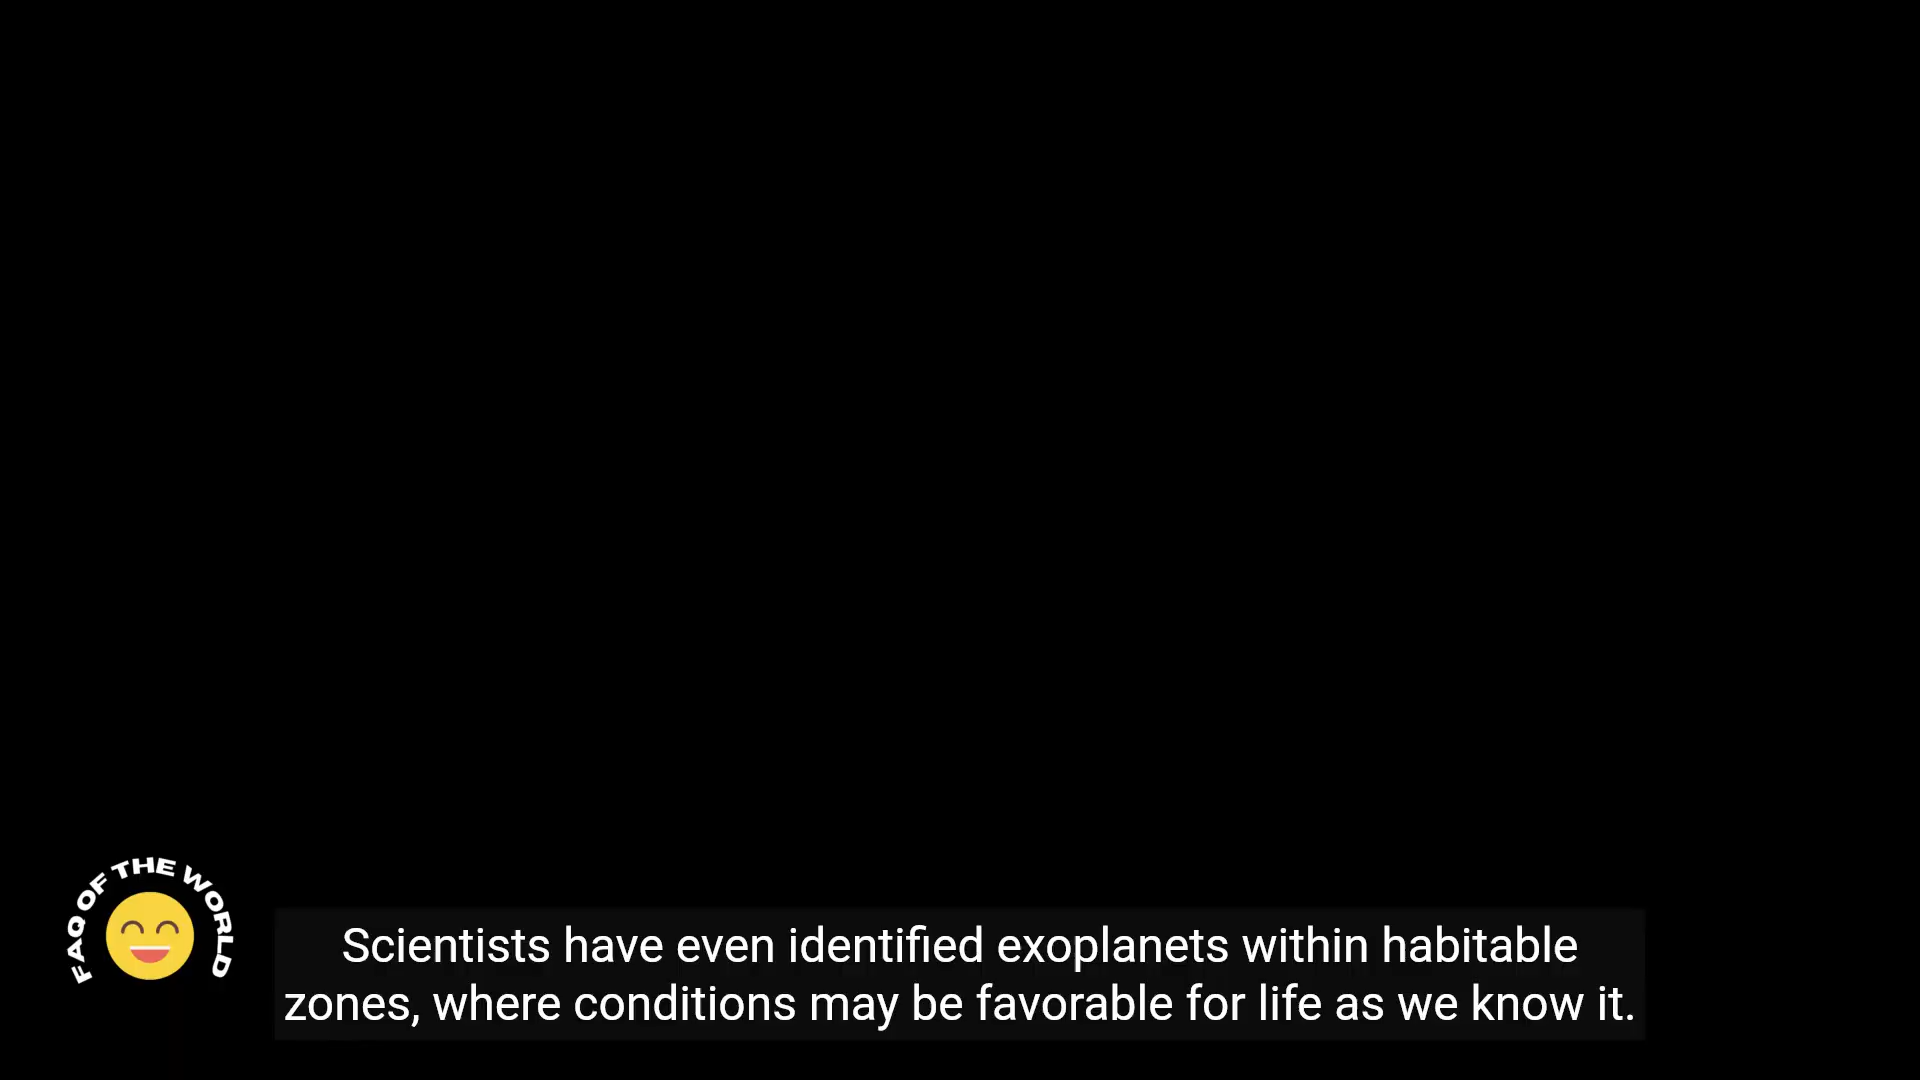 FAQ OF THE WORLD
Scientists have even identified exoplanets within habitable
zones, where conditions may be favorable for life as we know it.